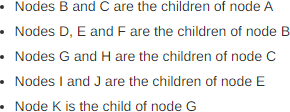 • Nodes B and C are the children of node A
• Nodes D, E and F are the children of node B
• Nodes G and H are the children of node C
• Nodes I and J are the children of node E
• Node K is the child of node G